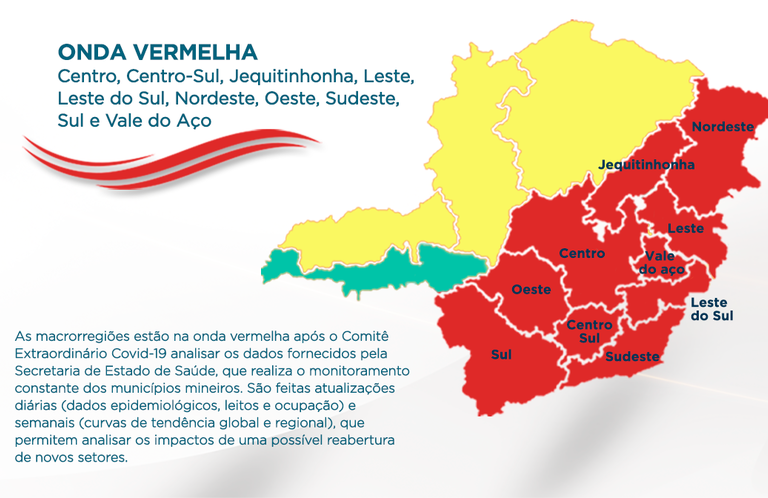 ONDA VERMELHA
Centro, Centro-Sul, Jequitinhonha, Leste,
Leste do Sul, Nordeste, Oeste, Sudeste,
Sul e Vale do Aço
Nordeste
Jequitinhonha
Leste
Centro
Vale
do aço
Oeste
Leste
do Sul
Centro
Sul
Sul
Sudeste
As macrorregiões estão na onda vermelha após o Comitê
Extraordinário Covid-19 analisar os dados fornecidos pela
Secretaria de Estado de Saúde, que realiza o monitoramento
constante dos municípios mineiros. São feitas atualizações
diárias (dados epidemiológicos, leitos e ocupação) e
semanais (curvas de tendência global e regional), que
permitem analisar os impactos de uma possível reabertura
de novos setores.